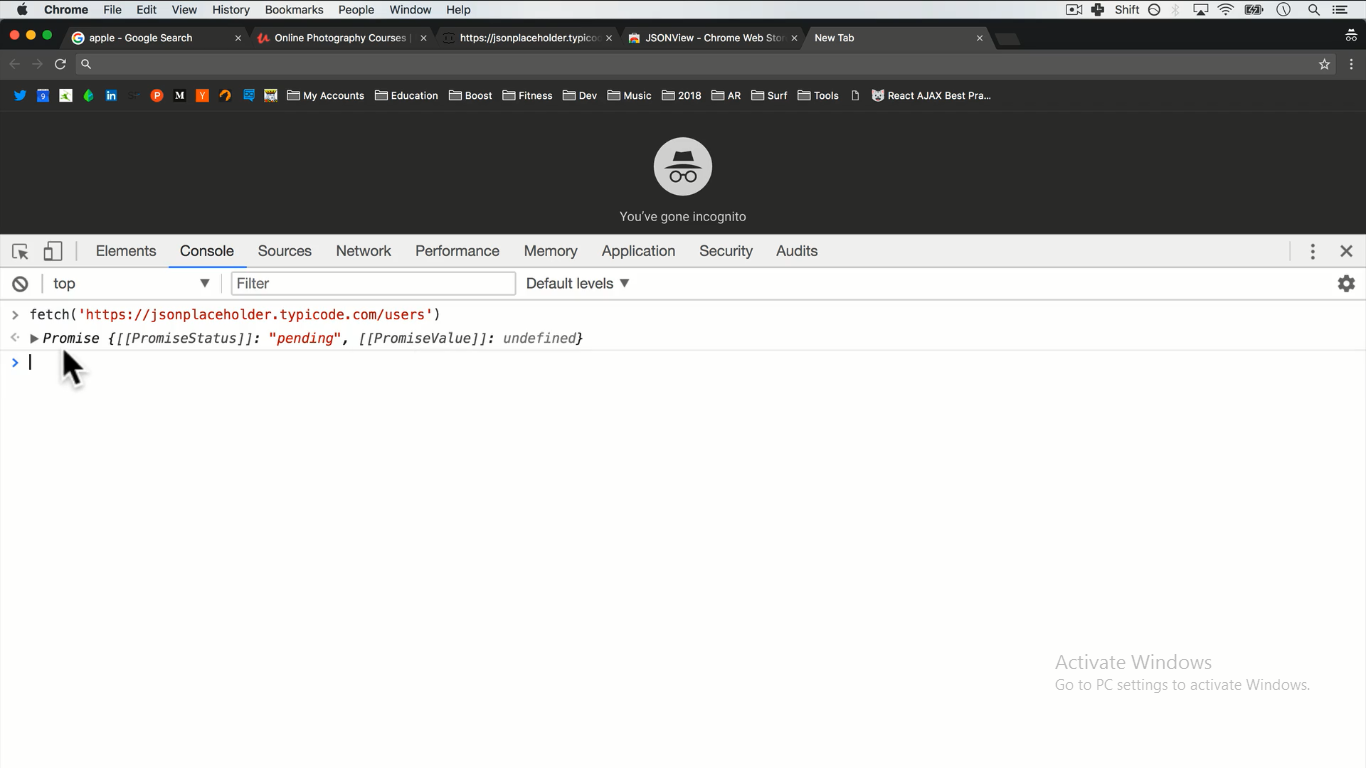 Chrome File Edit View History Bookmarks People Window Help Shift
apple - Google Search Online Photography Courses https://jsonplaceholder.typico JSONView - Chrome Web Stor New Tab
My Accounts Education Boost Fitness Dev Music 2018 AR Surf Tools React AJAX Best Pra...
You've gone incognito
Elements Console Sources Network Performance Memory Application Security Audits
top Filter Default levels
fetch('https://jsonplaceholder.typicode.com/users')
Promise {[[PromiseStatus]]: "pending", [[PromiseValue]]: undefined}
Activate Windows
Go to PC settings to activate Windows.